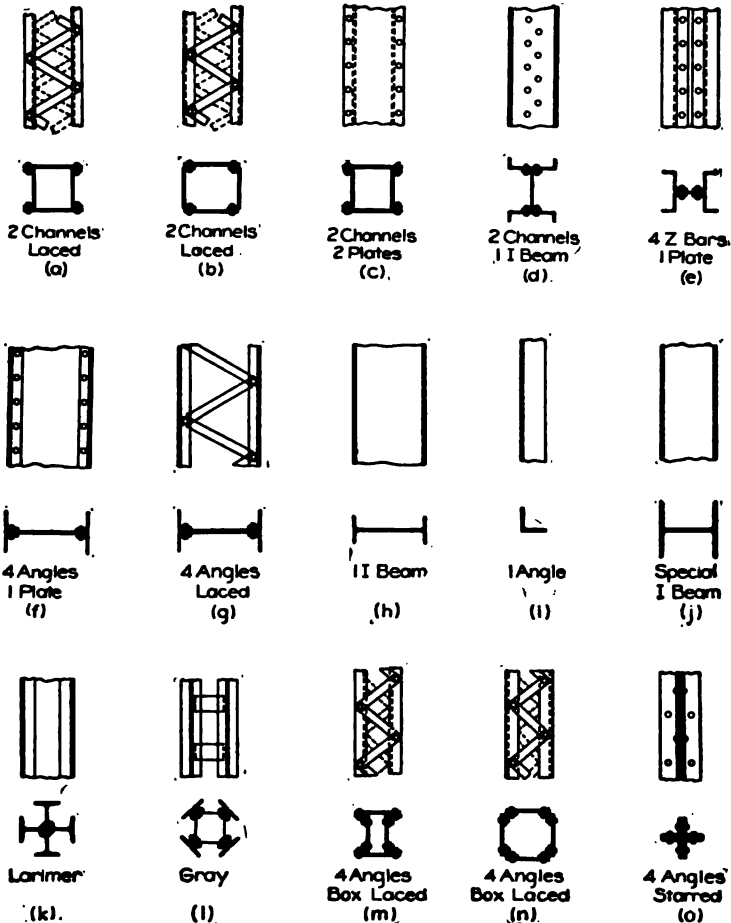 2 Channels
Laced
(a)
2 Channels
Laced
(b)
2 Channels
2 Plates
(c)
2 Channels
1 I Beam
(d)
4 Z Bars
1 Plate
(e)
4 Angles
1 Plate
(f)
4 Angles
Laced
(g)
1 I Beam
(h)
1 Angle
(i)
Special
I Beam
(j)
Larimer
(k)
Gray
(l)
4 Angles
Box Laced
(m)
4 Angles
Box Laced
(n)
4 Angles
Starred
(o)